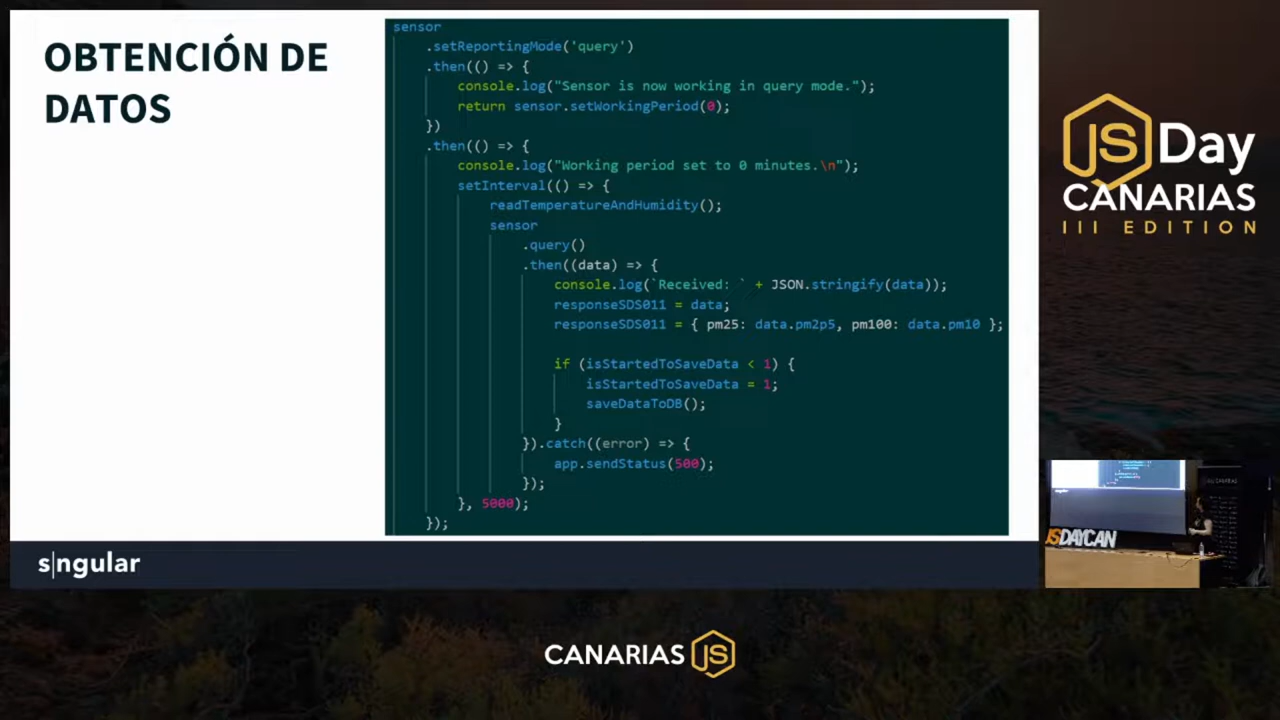 OBTENCIÓN DE
DATOS
sensor
.setReportingMode('query')
.then(() => {
console.log("Sensor is now working in query mode.");
return sensor.setWorkingPeriod(0);
})
.then(() => {
console.log("Working period set to 0 minutes.\n");
setInterval(() => {
readTemperatureAndHumidity();
sensor
.query()
.then((data) => {
console.log(`Received: ` + JSON.stringify(data));
responseSDS011 = data;
responseSDS011 = { pm25: data.pm2p5, pm100: data.pm10 };
if (isStartedToSaveData < 1) {
isStartedToSaveData = 1;
saveDataToDB();
}
}).catch((error) => {
app.sendStatus(500);
});
}, 5000);
});
s|ngular
JS Day
CANARIAS
III EDITION
JSDAYCAN
CANARIAS JS